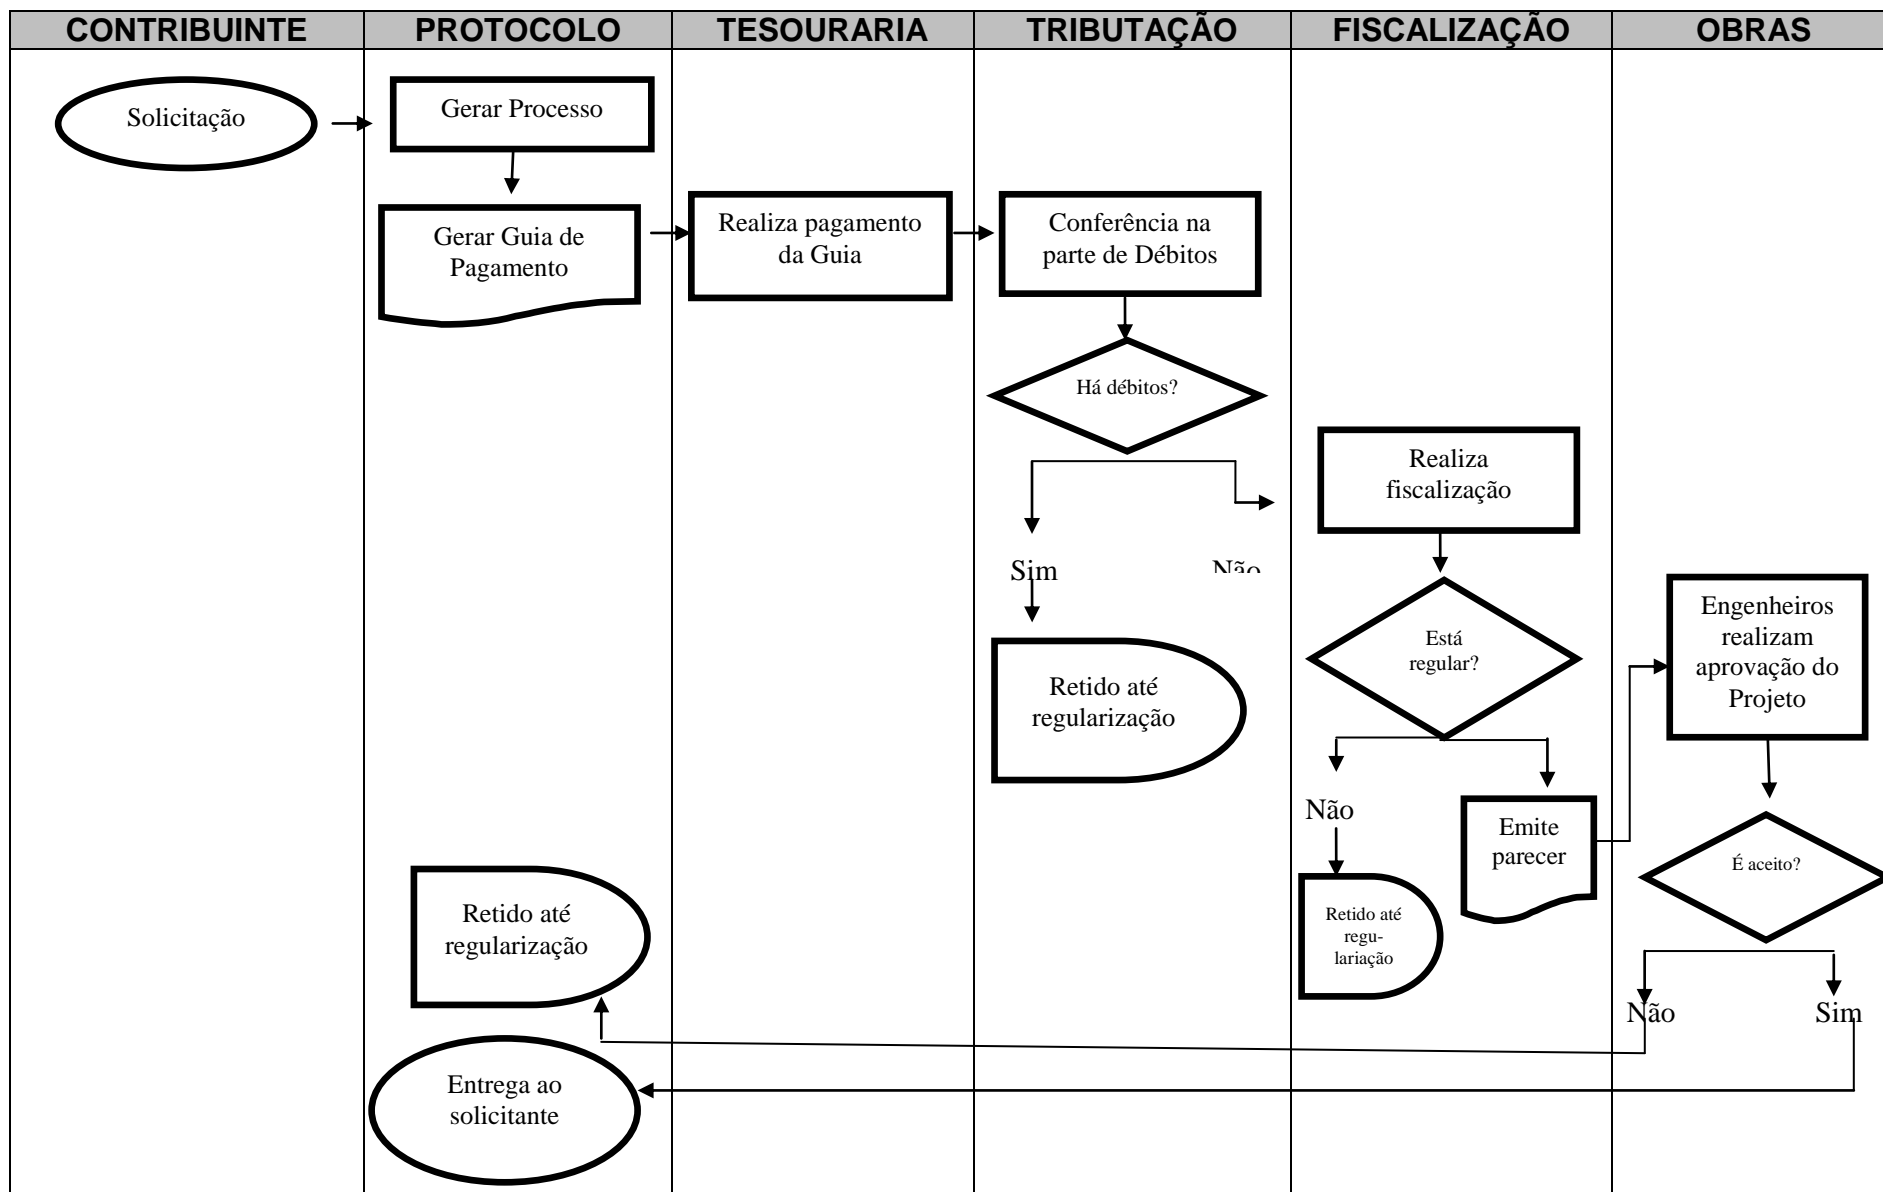 CONTRIBUINTE PROTOCOLO TESOURARIA TRIBUTAÇÃO FISCALIZAÇÃO OBRAS
Solicitação
Gerar Processo
Gerar Guia de
Pagamento
Realiza pagamento
da Guia
Conferência na
parte de Débitos
Há débitos?
Sim
Não
Retido até
regularização
Realiza
fiscalização
Está
regular?
Não
Retido até
regu-
lariação
Emite
parecer
Engenheiros
realizam
aprovação do
Projeto
É aceito?
Não
Sim
Retido até
regularização
Entrega ao
solicitante